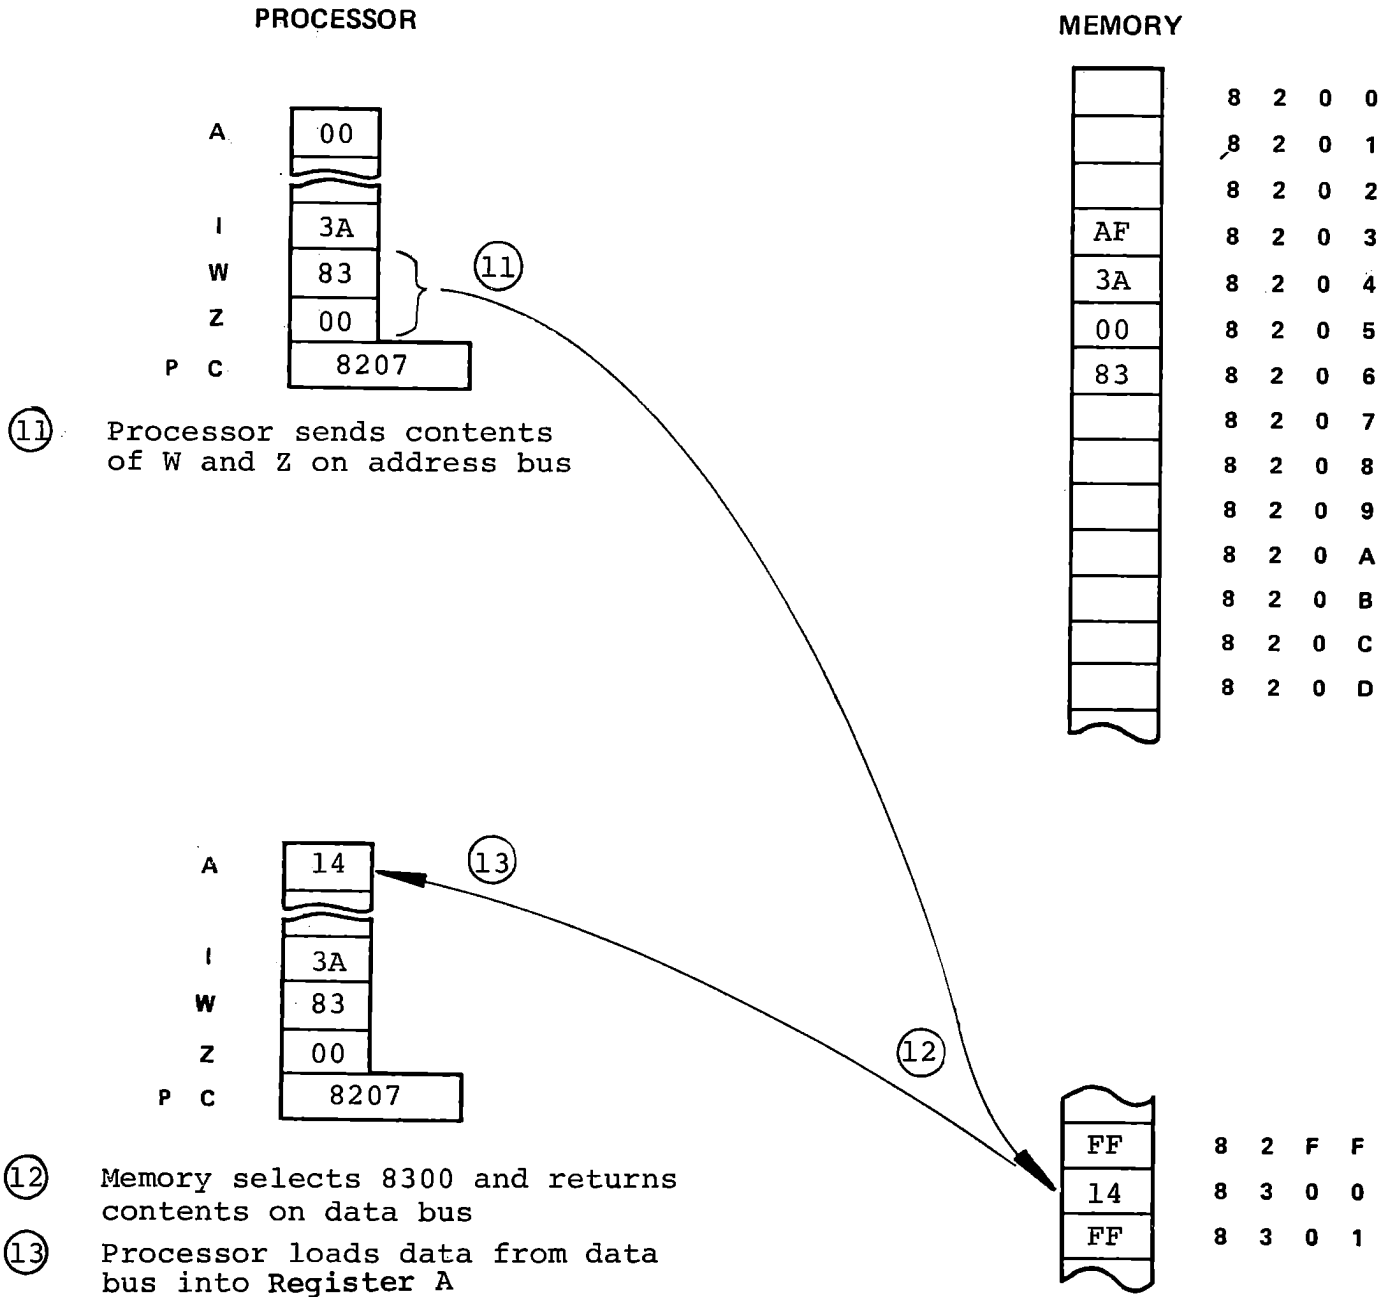 PROCESSOR
MEMORY
A 00
I 3A
W 83
Z 00
P C 8207
11
11 Processor sends contents
of W and Z on address bus
8 2 0 0
8 2 0 1
8 2 0 2
AF 8 2 0 3
3A 8 2 0 4
00 8 2 0 5
83 8 2 0 6
8 2 0 7
8 2 0 8
8 2 0 9
8 2 0 A
8 2 0 B
8 2 0 C
8 2 0 D
A 14
13
I 3A
W 83
Z 00
P C 8207
12
12 Memory selects 8300 and returns
contents on data bus
13 Processor loads data from data
bus into Register A
FF 8 2 F F
14 8 3 0 0
FF 8 3 0 1